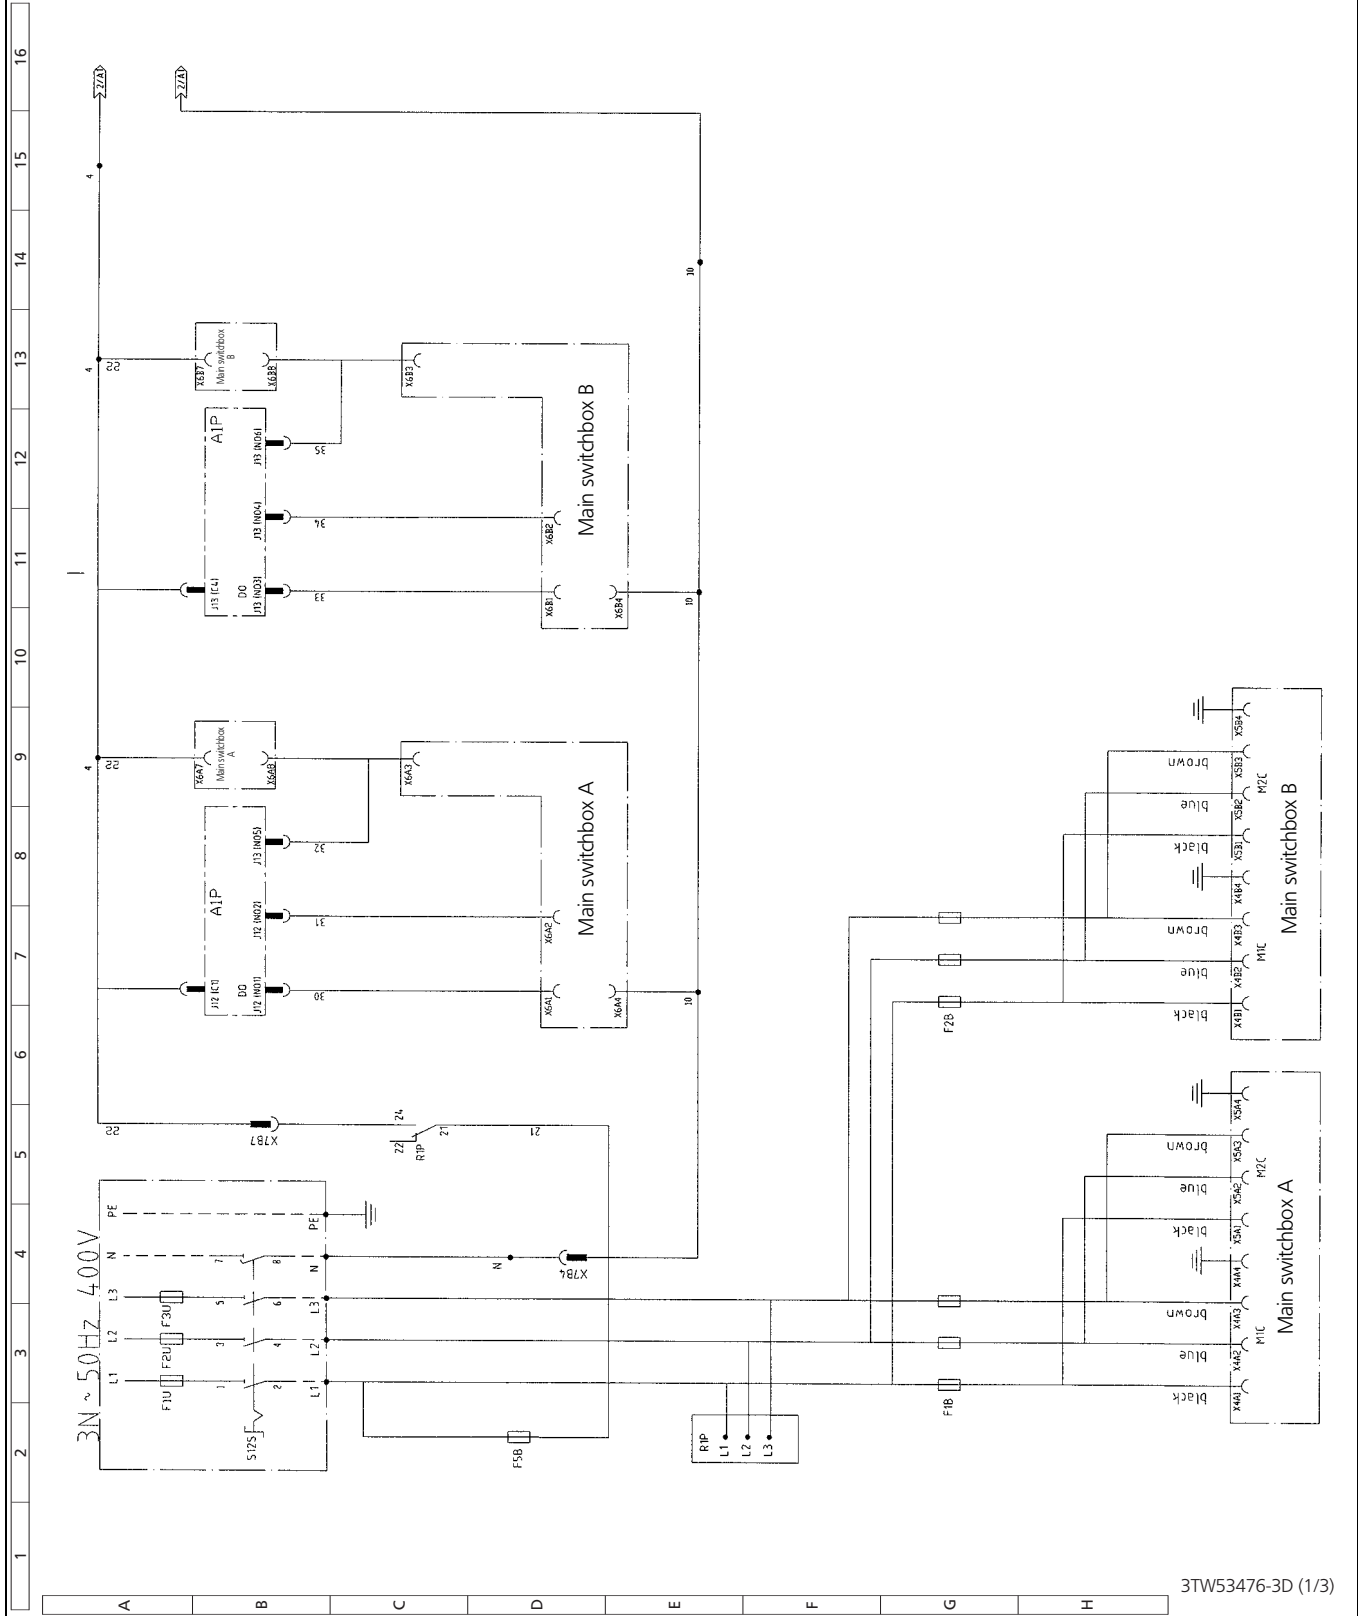 16
15
14
13
12
11
10
9
8
7
6
5
4
3
2
1
A
B
C
D
E
F
G
H
2/A1
2/A1
4
4
22
10
X6B7
Main switchbox
B
X6B8
X6B3
A1P
J13 (NO6)
35
J13 (NO4)
34
J13 (C4)
DO
J13 (NO3)
33
X6B2
X6B1
X6B4
Main switchbox B
10
4
22
X6A7
Main switchbox
A
X6A8
X6A3
A1P
J13 (NO5)
32
J12 (NO2)
31
J12 (C1)
DO
J12 (NO1)
30
X6A2
X6A1
X6A4
Main switchbox A
10
22
X7B7
24
22
R1P
21
21
3N ~ 50Hz 400V
PE
PE
N
7
8
N
N
X7B4
L3
F3U
5
6
L3
L2
F2U
3
4
L2
L1
F1U
1
2
L1
S12S
F5B
R1P
L1
L2
L3
F2B
F1B
X5B4
brown
X5B3
M2C
blue
X5B2
black
X5B1
X4B4
brown
X4B3
M1C
blue
X4B2
black
X4B1
Main switchbox B
X5A4
brown
X5A3
M2C
blue
X5A2
black
X5A1
X4A4
brown
X4A3
M1C
blue
X4A2
black
X4A1
Main switchbox A
3TW53476-3D (1/3)